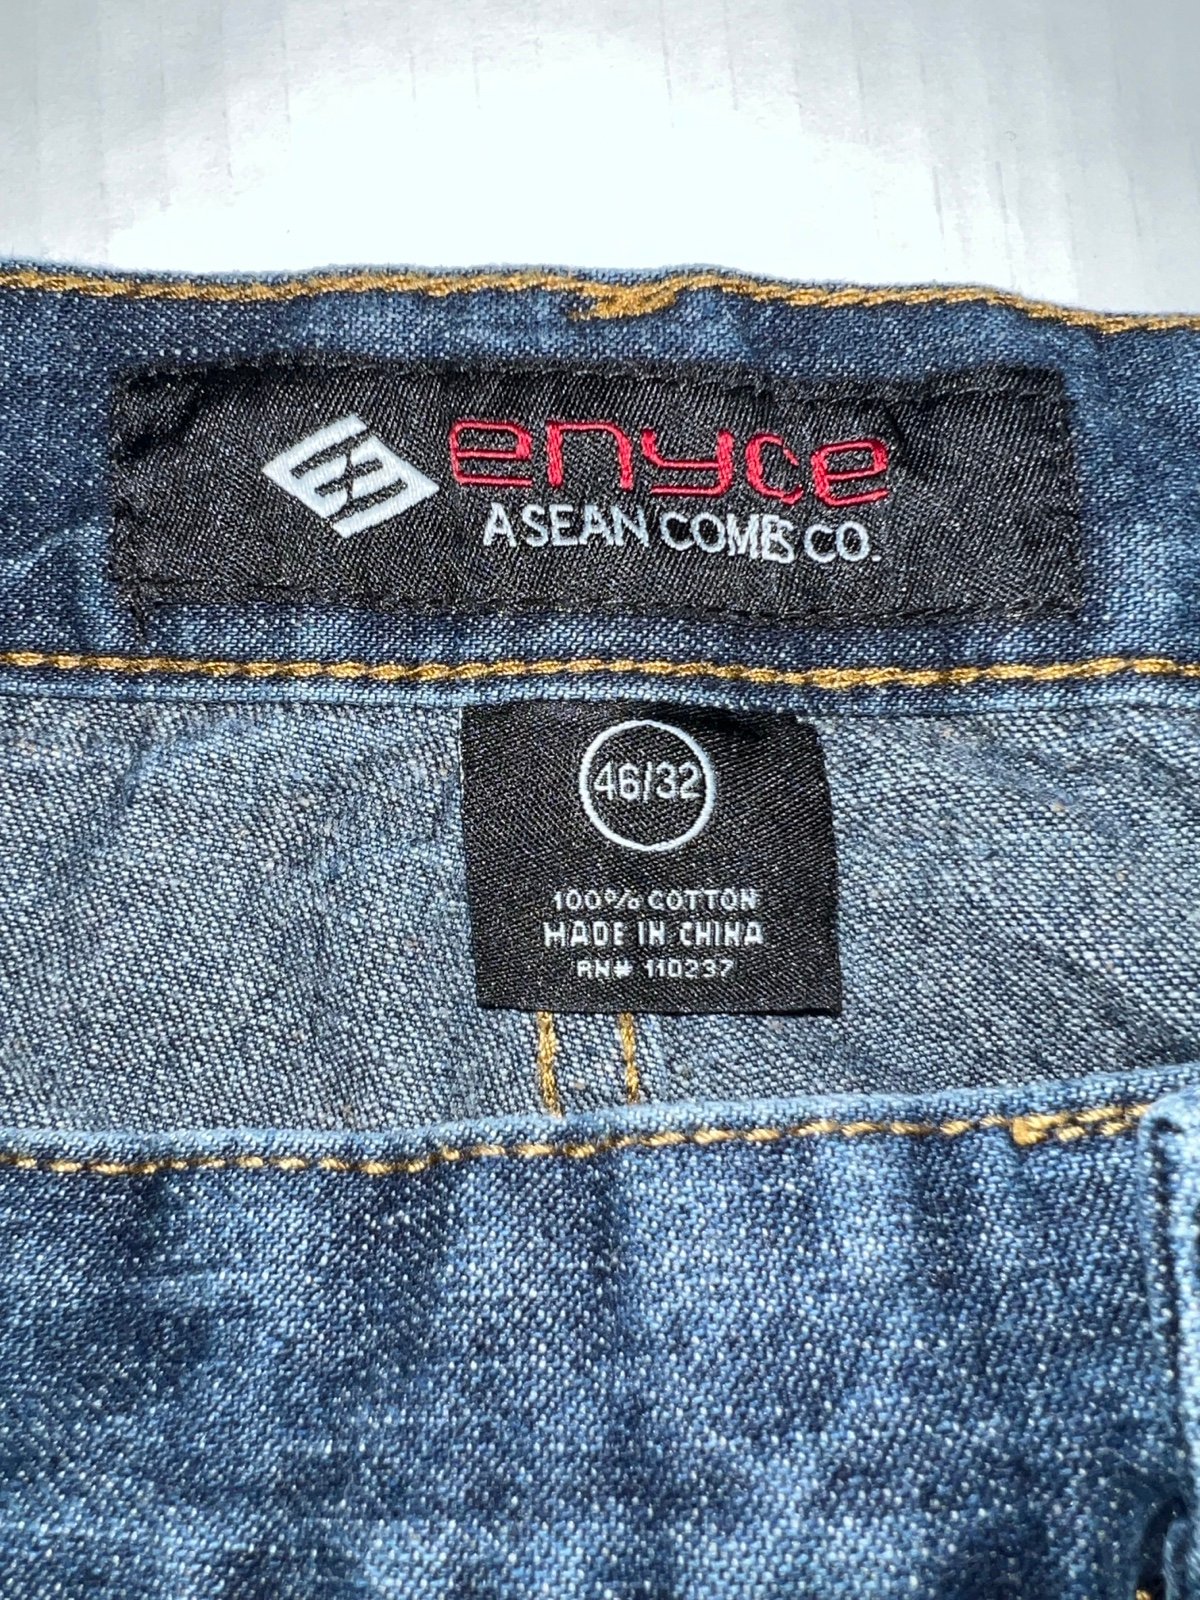 enyce
A SEAN COMBS CO.
46/32
100% COTTON
MADE IN CHINA
RN# 110237